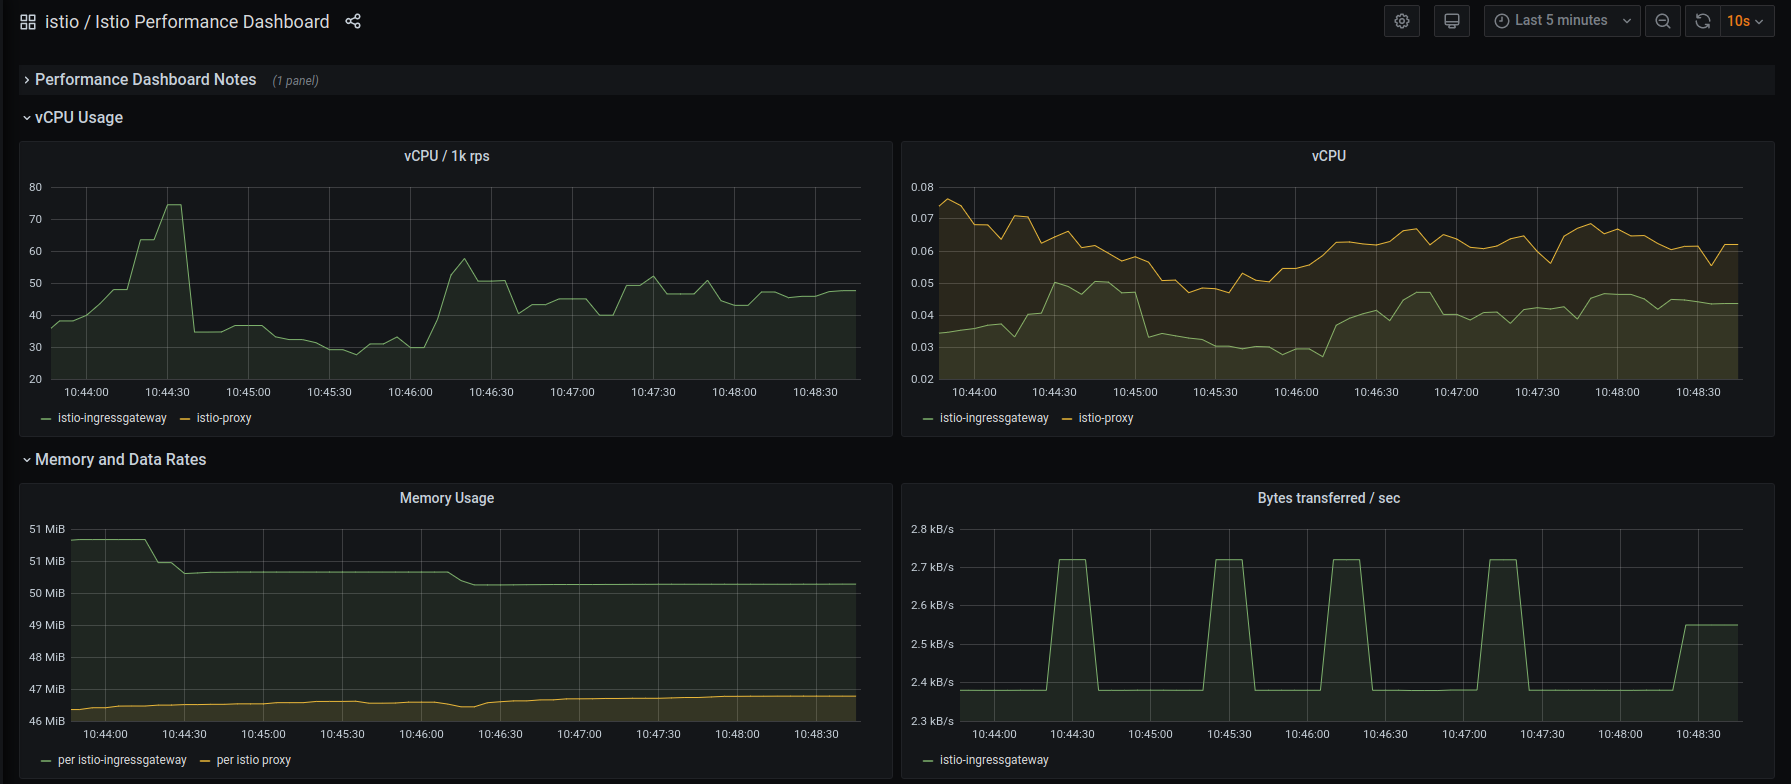 istio / Istio Performance Dashboard
Last 5 minutes
10s
Performance Dashboard Notes (1 panel)
vCPU Usage
vCPU / 1k rps
80
70
60
50
40
30
20
10:44:00 10:44:30 10:45:00 10:45:30 10:46:00 10:46:30 10:47:00 10:47:30 10:48:00 10:48:30
istio-ingressgateway istio-proxy
vCPU
0.08
0.07
0.06
0.05
0.04
0.03
0.02
10:44:00 10:44:30 10:45:00 10:45:30 10:46:00 10:46:30 10:47:00 10:47:30 10:48:00 10:48:30
istio-ingressgateway istio-proxy
Memory and Data Rates
Memory Usage
51 MiB
51 MiB
50 MiB
49 MiB
48 MiB
47 MiB
46 MiB
10:44:00 10:44:30 10:45:00 10:45:30 10:46:00 10:46:30 10:47:00 10:47:30 10:48:00 10:48:30
per istio-ingressgateway per istio proxy
Bytes transferred / sec
2.8 kB/s
2.7 kB/s
2.6 kB/s
2.5 kB/s
2.4 kB/s
2.3 kB/s
10:44:00 10:44:30 10:45:00 10:45:30 10:46:00 10:46:30 10:47:00 10:47:30 10:48:00 10:48:30
istio-ingressgateway